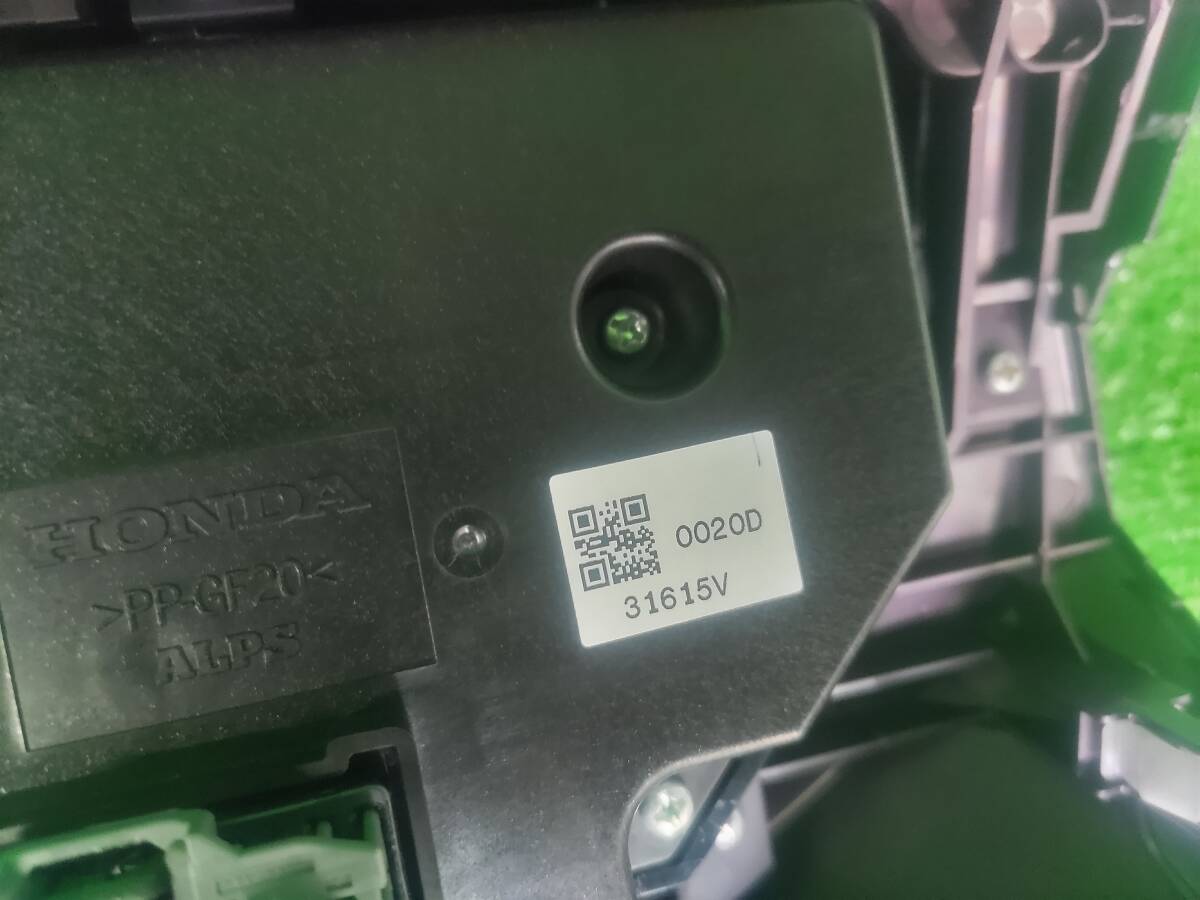 HONDA
>PP-GF20<
ALPS
0020D
31615V